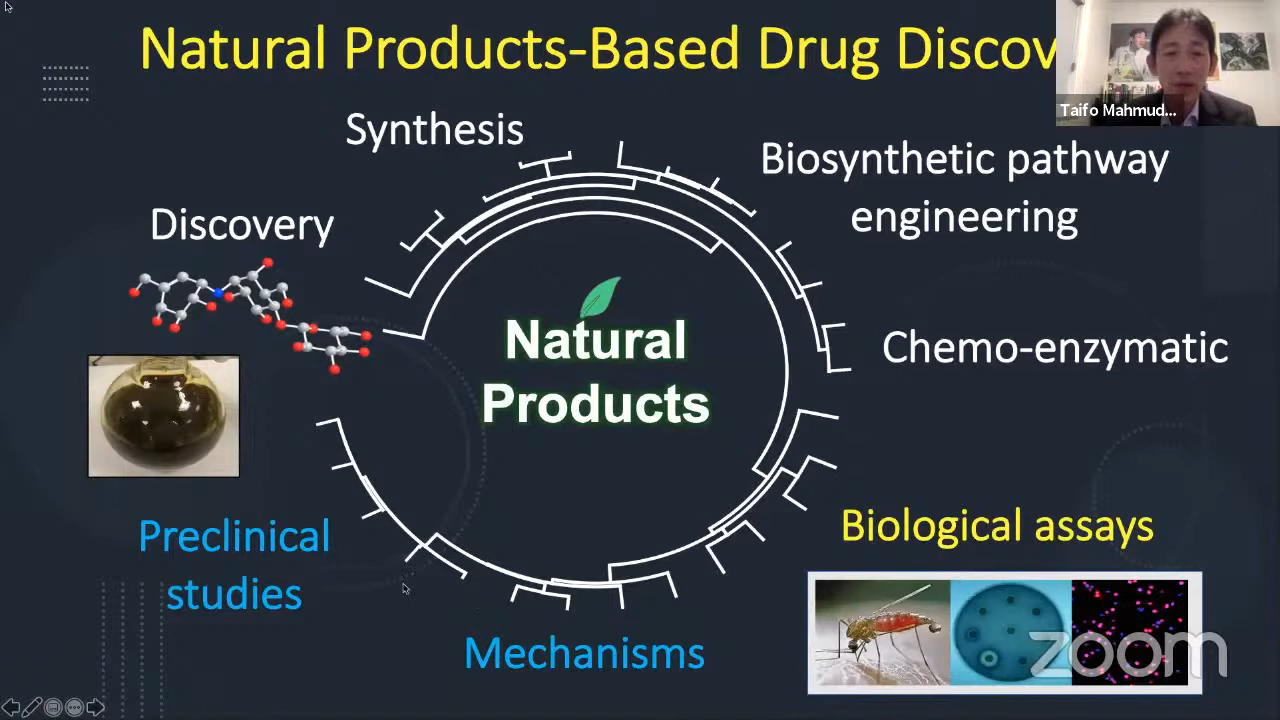 Natural Products-Based Drug Discov
Taifo Mahmud...
Synthesis
Biosynthetic pathway
engineering
Discovery
Chemo-enzymatic
Natural
Products
Biological assays
Preclinical
studies
Mechanisms
zoom